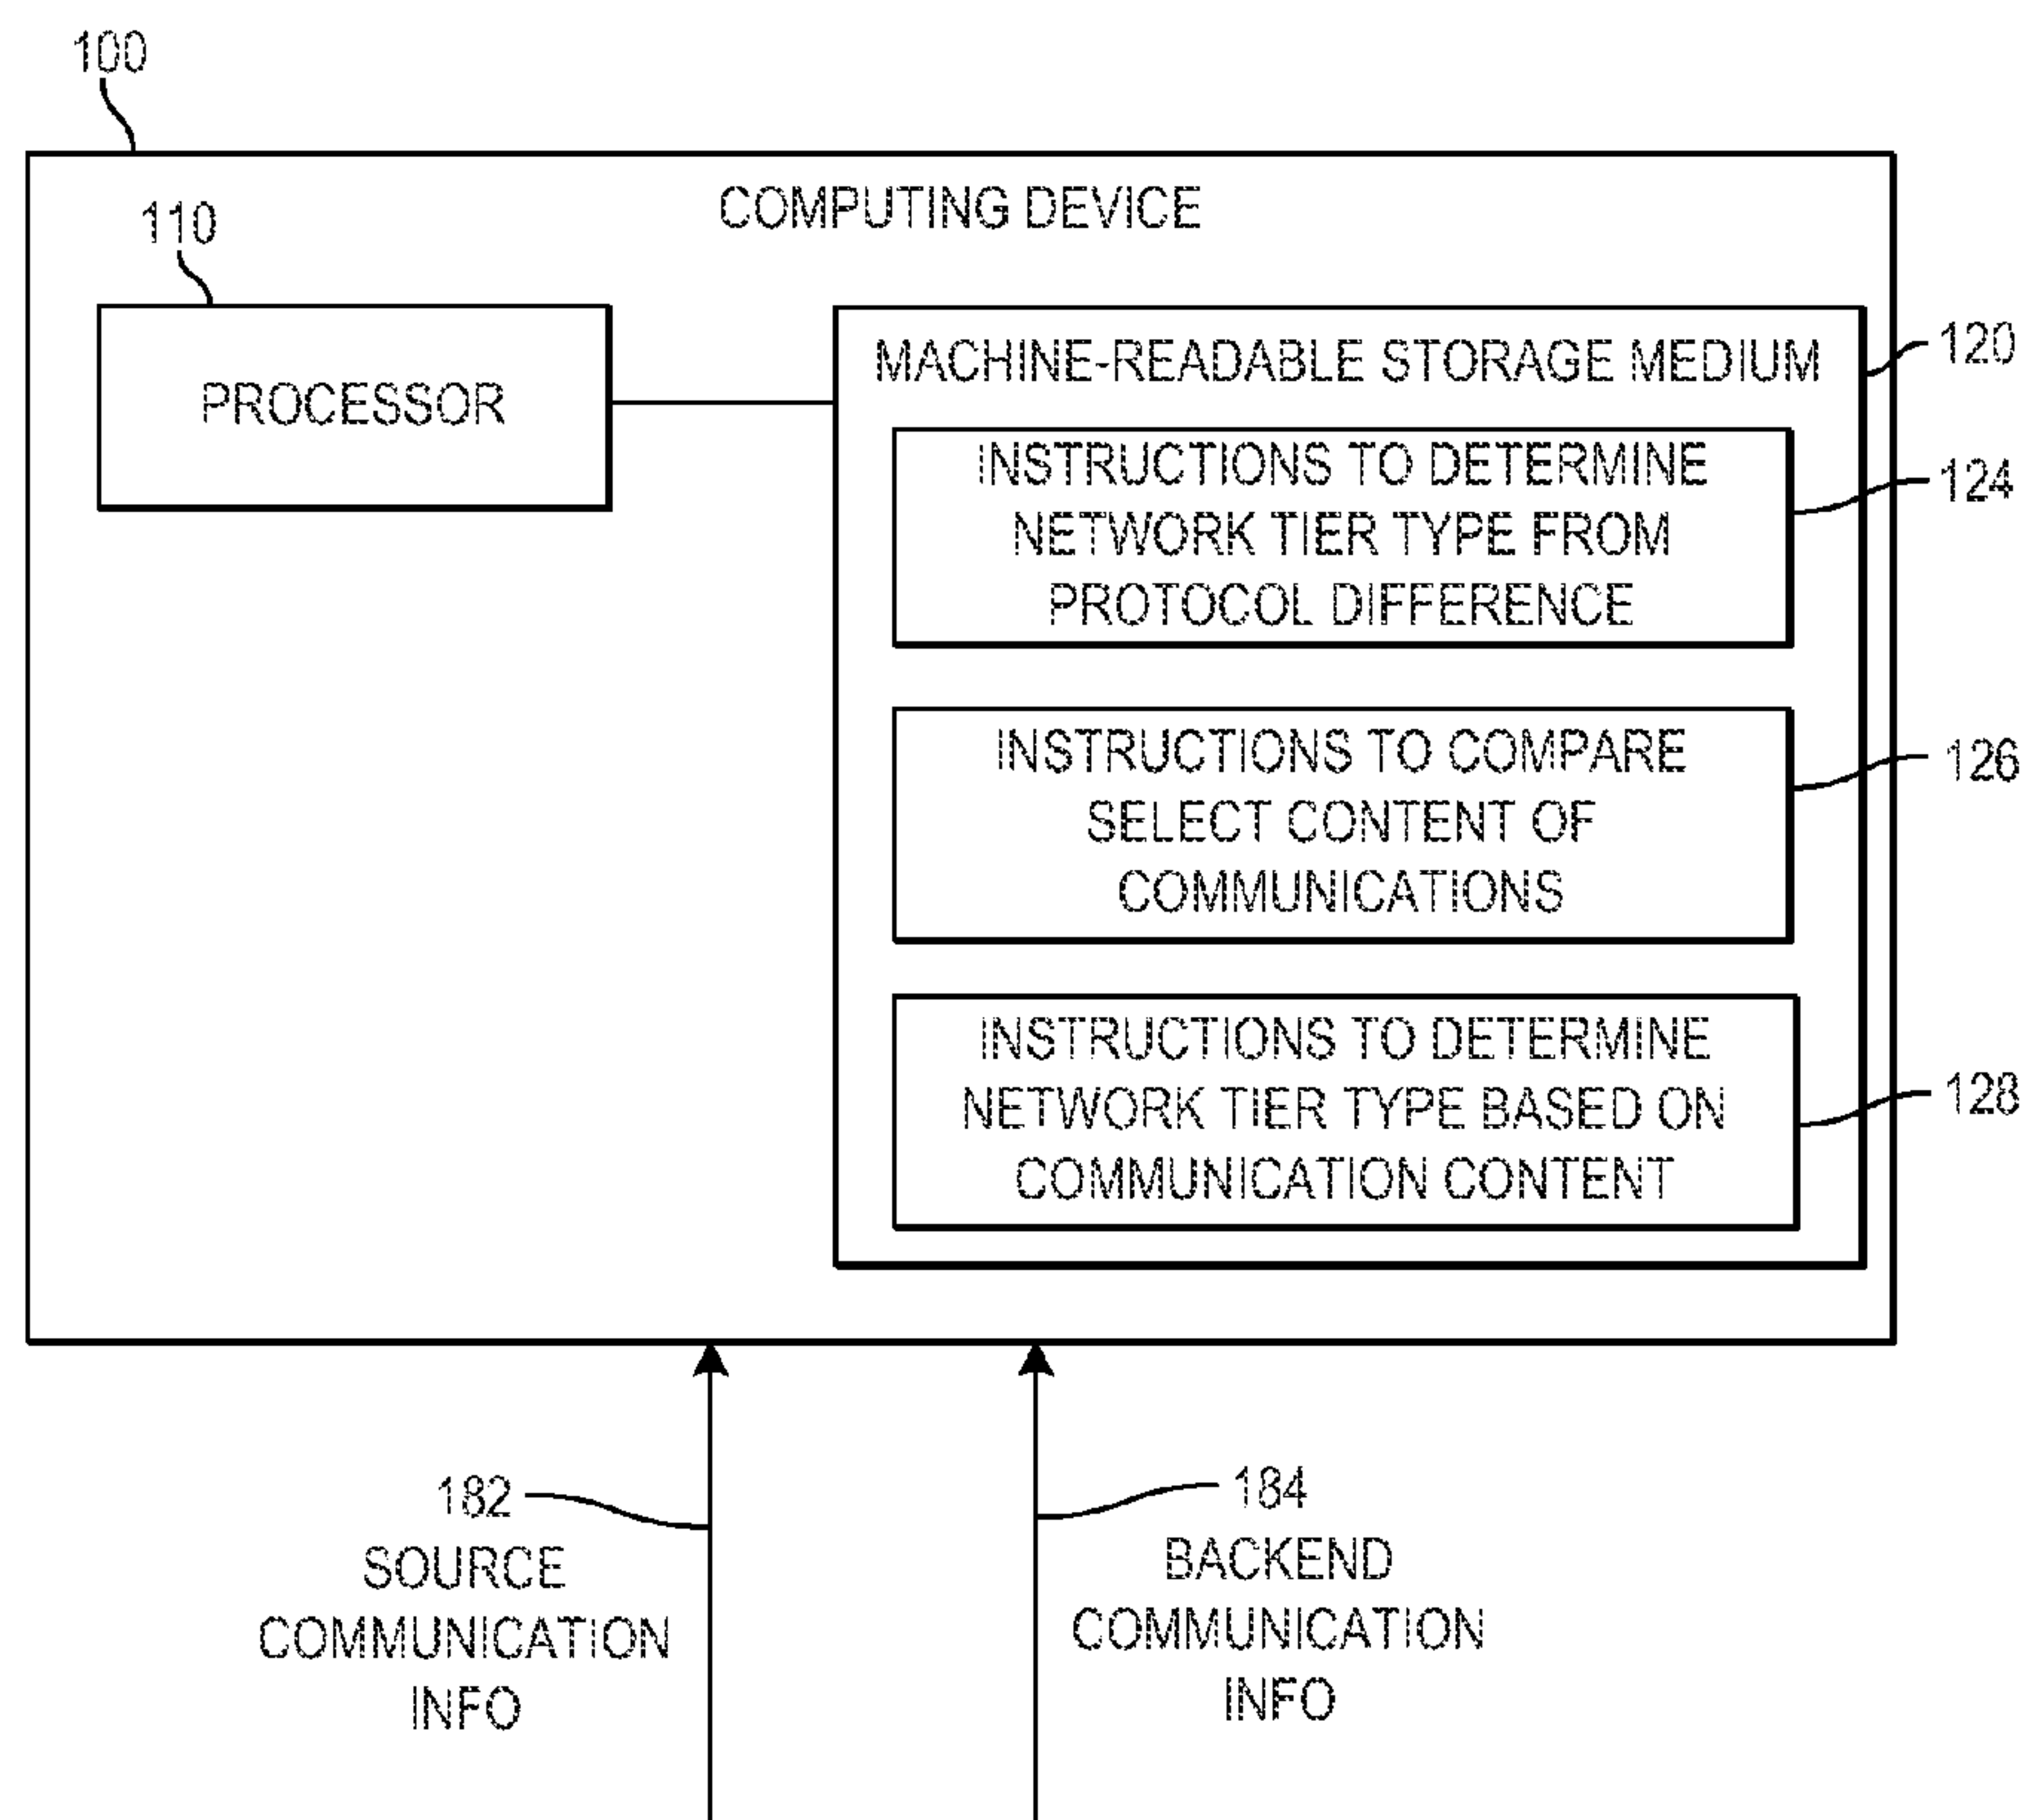 100
COMPUTING DEVICE
110
PROCESSOR
MACHINE-READABLE STORAGE MEDIUM
120
INSTRUCTIONS TO DETERMINE
NETWORK TIER TYPE FROM
PROTOCOL DIFFERENCE
124
INSTRUCTIONS TO COMPARE
SELECT CONTENT OF
COMMUNICATIONS
126
INSTRUCTIONS TO DETERMINE
NETWORK TIER TYPE BASED ON
COMMUNICATION CONTENT
128
182
SOURCE
COMMUNICATION
INFO
184
BACKEND
COMMUNICATION
INFO